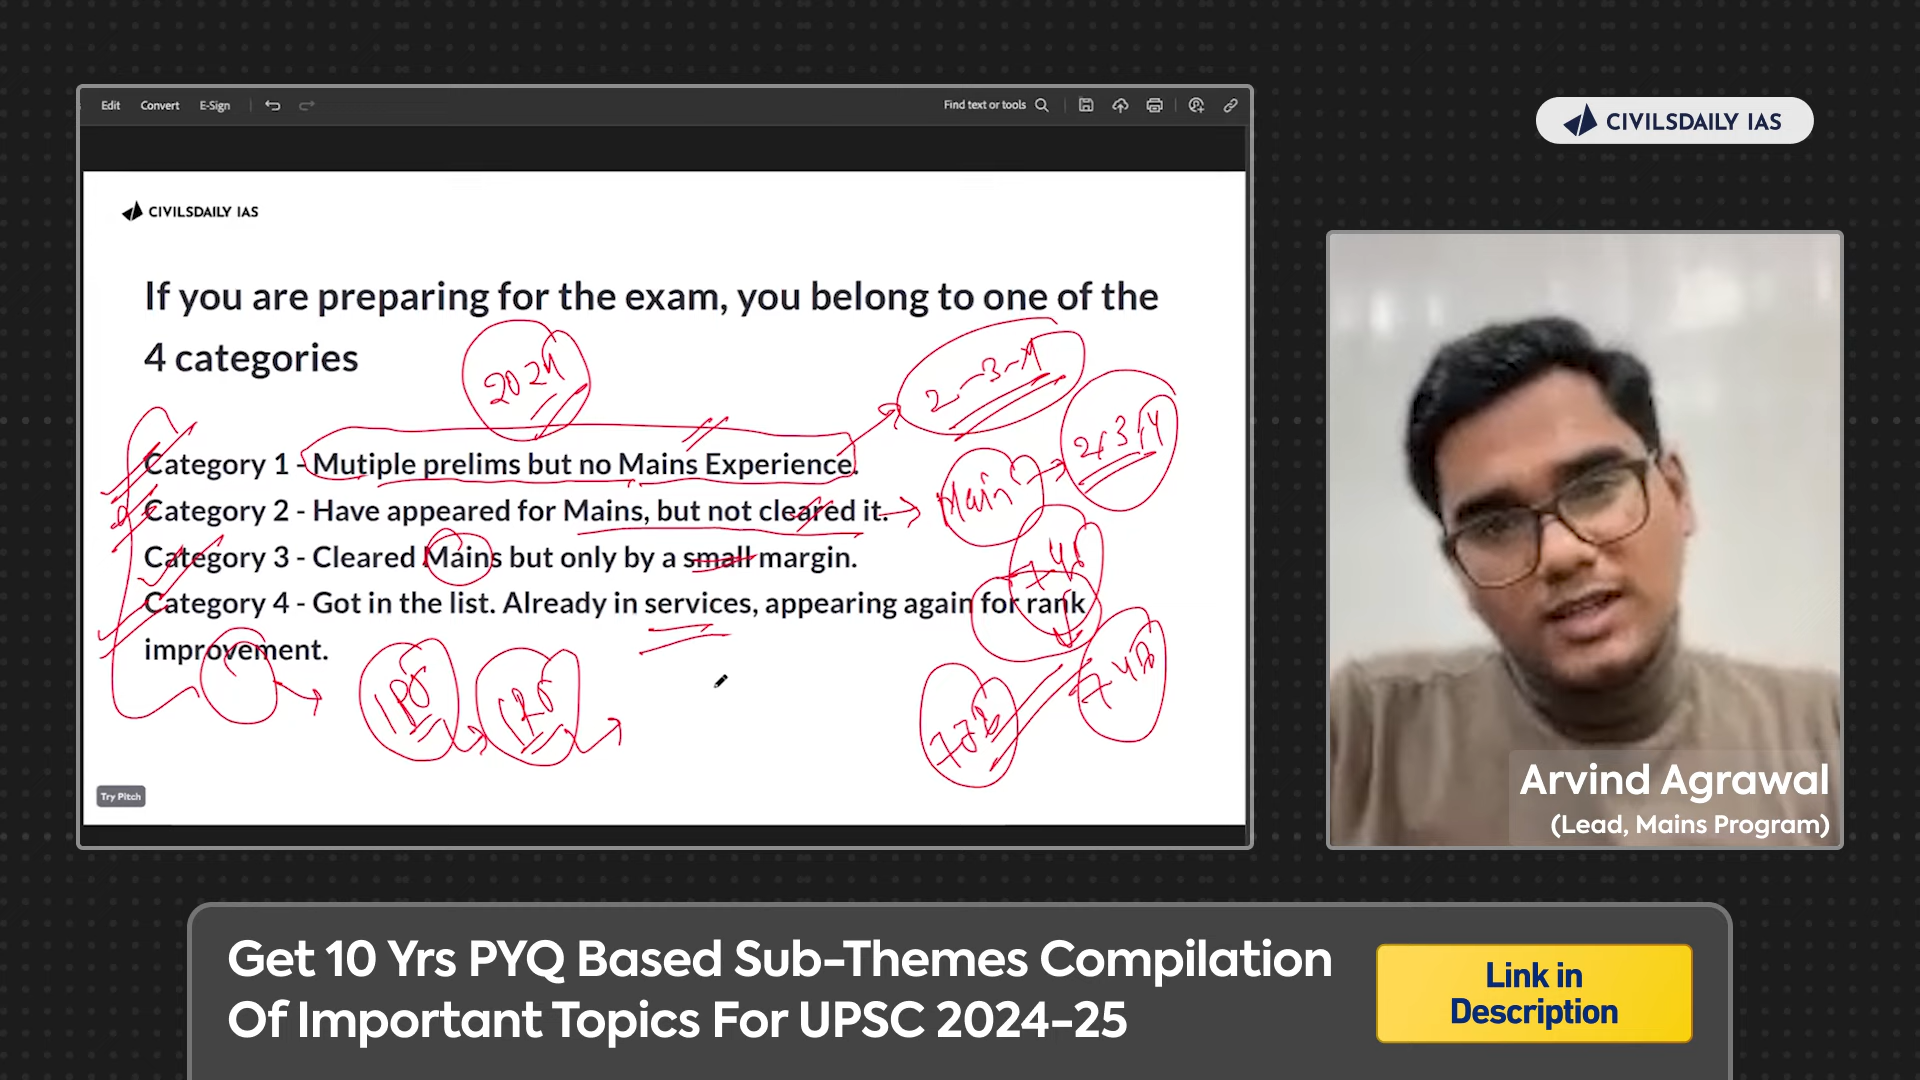 Edit Convert E-Sign Find text or tools
CIVILSDAILY IAS
CIVILSDAILY IAS
If you are preparing for the exam, you belong to one of the
4 categories
2024
2-3-4
Category 1 - Mutiple prelims but no Mains Experience.
2,3,4
Category 2 - Have appeared for Mains, but not cleared it.
Main
Category 3 - Cleared Mains but only by a small margin.
745
Category 4 - Got in the list. Already in services, appearing again for rank
improvement.
Try Pitch
Arvind Agrawal
(Lead, Mains Program)
Get 10 Yrs PYQ Based Sub-Themes Compilation
Of Important Topics For UPSC 2024-25
Link in
Description